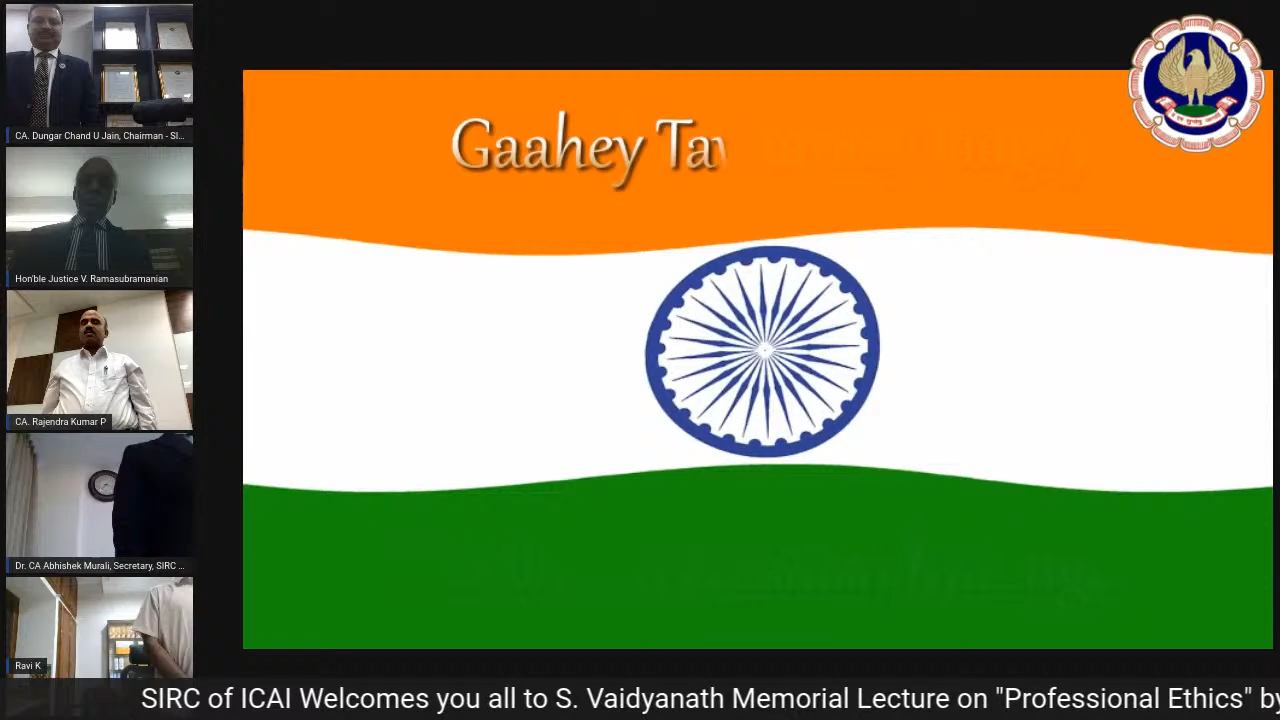 CA. Dungar Chand U Jain, Chairman - SI...
Hon'ble Justice V. Ramasubramanian
CA. Rajendra Kumar P
Dr. CA Abhishek Murali, Secretary, SIRC ...
Ravi K
Gaahey Tav
SIRC of ICAI Welcomes you all to S. Vaidyanath Memorial Lecture on "Professional Ethics" by